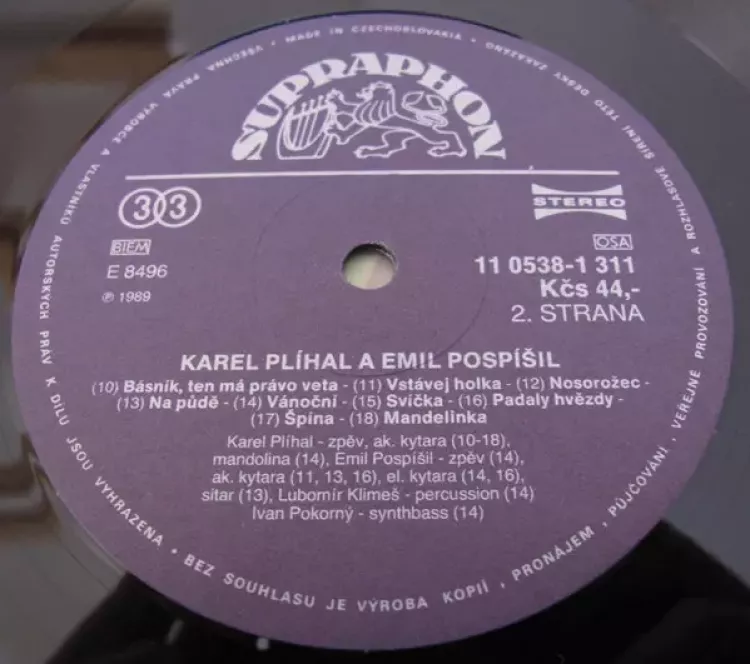 SUPRAPHON
33
STEREO
BIEM
OSA
E 8496
11 0538-1 311
℗ 1989
Kčs 44,-
2. STRANA
KAREL PLÍHAL A EMIL POSPÍŠIL
(10) Básník, ten má právo veta - (11) Vstávej holka - (12) Nosorožec -
(13) Na půdě - (14) Vánoční - (15) Svíčka - (16) Padaly hvězdy -
(17) Špína - (18) Mandelinka
Karel Plíhal - zpěv, ak. kytara (10-18),
mandolina (14), Emil Pospíšil - zpěv (14),
ak. kytara (11, 13, 16), el. kytara (14, 16),
sitar (13), Lubomír Klimeš - percussion (14)
Ivan Pokorný - synthbass (14)
MADE IN CZECHOSLOVAKIA • ODNOZAKÁZÁNO
VŠECHNA PRÁVA VÝROBCE A VLASTNÍKŮ AUTORSKÝCH PRÁV K DÍLU JSOU VYHRAZENA • BEZ SOUHLASU JE VÝROBA KOPIÍ, PRONÁJEM, PŮJČOVÁNÍ, VEŘEJNÉ PROVOZOVÁNÍ A ROZHLASOVÉ ŠÍŘENÍ TÉTO DESKY ZAKÁZÁNO